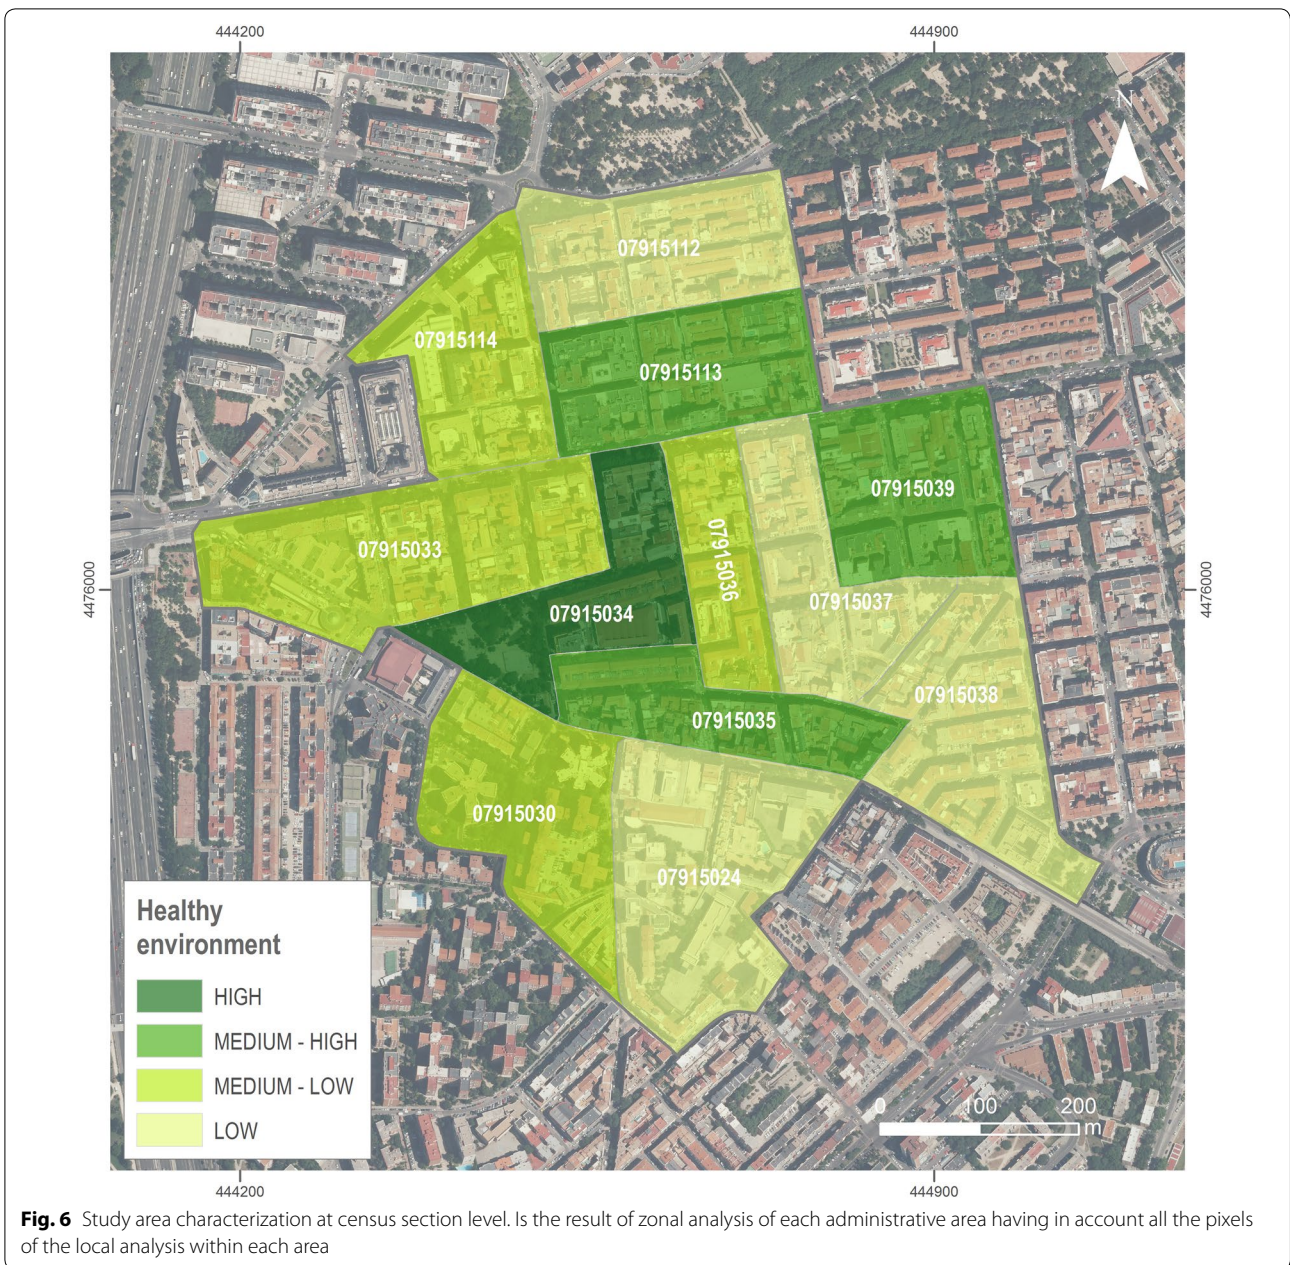 444200
444900
N
07915112
07915114
07915113
07915039
07915033
07915036
4476000
4476000
07915037
07915034
07915038
07915035
07915030
07915024
Healthy
environment
HIGH
MEDIUM - HIGH
MEDIUM - LOW
LOW
0 100 200
m
444200
444900
Fig. 6 Study area characterization at census section level. Is the result of zonal analysis of each administrative area having in account all the pixels
of the local analysis within each area